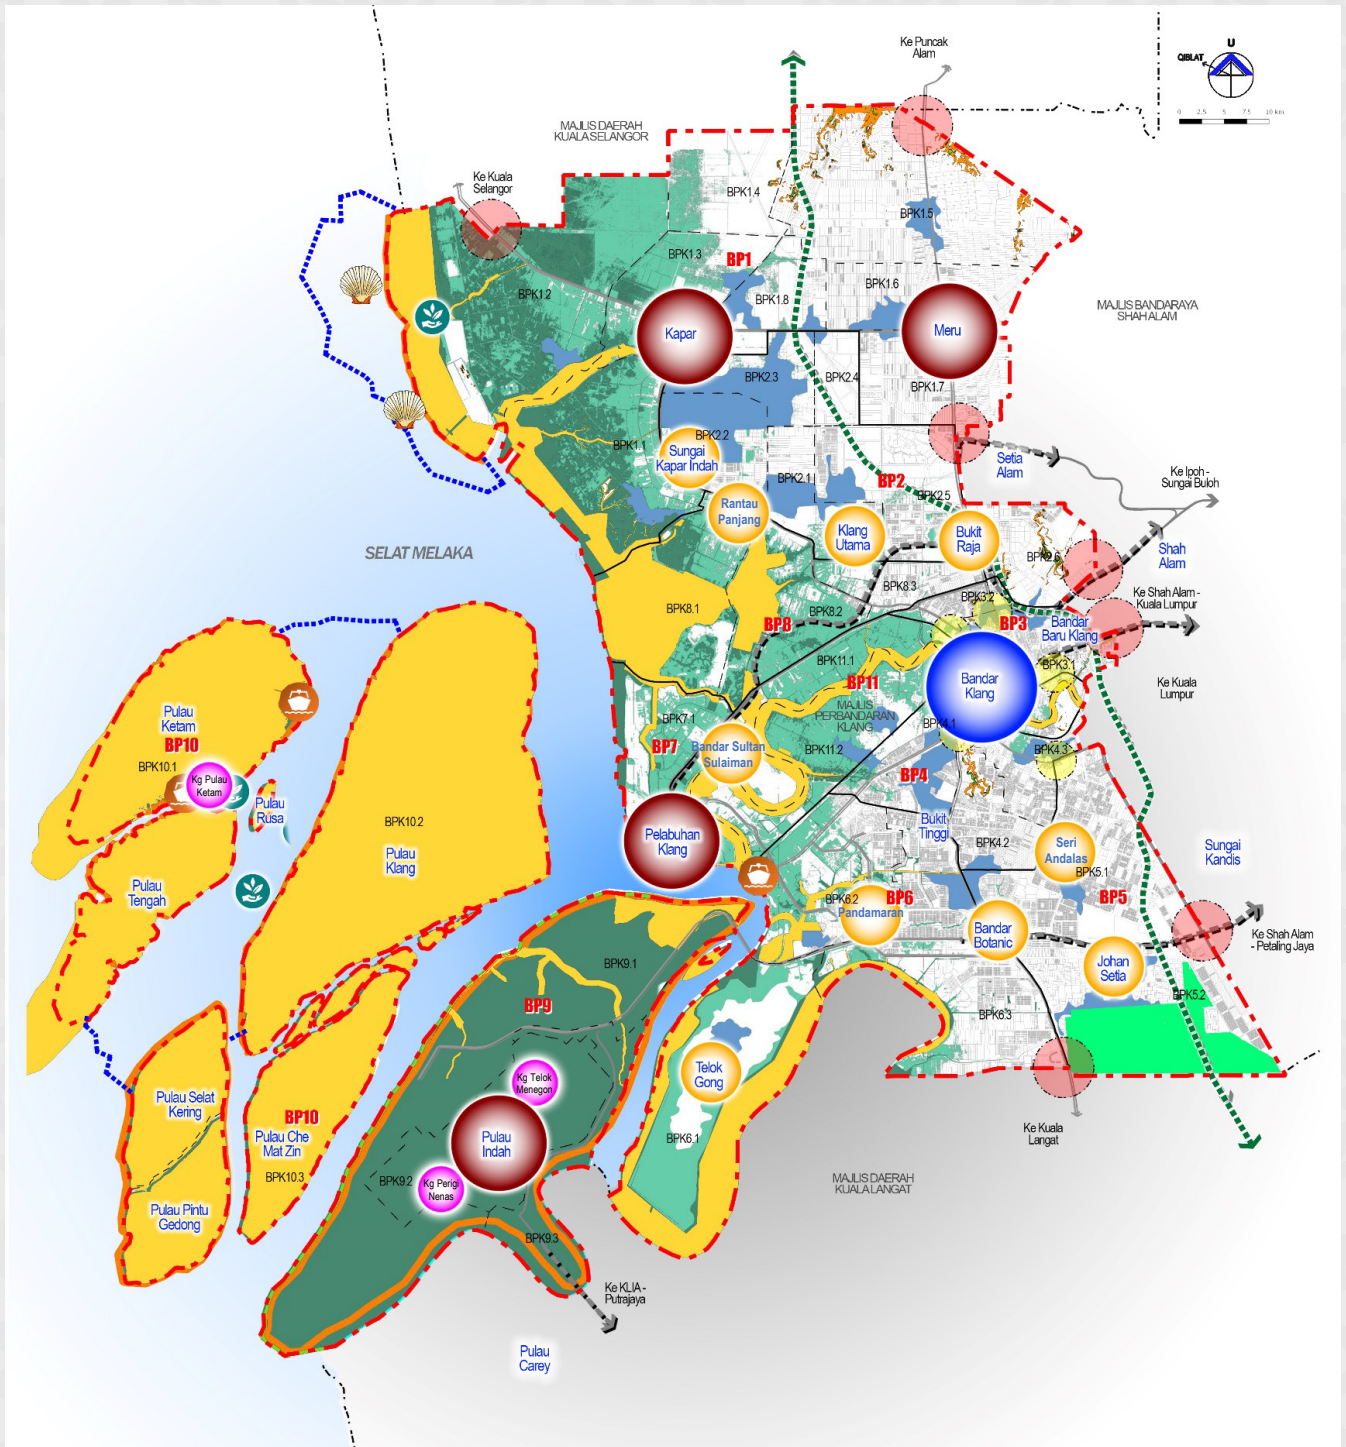 Ke Puncak
Alam
U
QIBLAT
0 2.5 5 7.5 10 km
MAJLIS DAERAH
KUALA SELANGOR
Ke Kuala
Selangor
BPK1.4
BPK1.5
BPK1.3
BP1
BPK1.2
BPK1.8
BPK1.6
MAJLIS BANDARAYA
SHAH ALAM
Kapar
Meru
BPK2.3
BPK2.4
BPK1.7
BPK1.1
BPK2.2
Sungai
Kapar Indah
Setia
Alam
Ke Ipoh -
Sungai Buloh
BPK2.1
BP2
BPK2.5
Rantau
Panjang
Klang
Utama
Bukit
Raja
SELAT MELAKA
BPK2.6
Shah
Alam
BPK8.3
BPK3.2
Ke Shah Alam -
Kuala Lumpur
BPK8.1
BPK8.2
BP8
BP3
Bandar
Baru Klang
BPK11.1
BPK3.1
BP11
Bandar
Klang
Ke Kuala
Lumpur
MAJLIS
PERBANDARAN
KLANG
Pulau
Ketam
BP10
BPK10.1
BPK7.1
BP7
Bandar Sultan
Sulaiman
BPK11.2
BPK4.1
BPK4.3
BP4
Kg Pulau
Ketam
Pulau
Rusa
BPK10.2
Pulau
Klang
Pelabuhan
Klang
Bukit
Tinggi
BPK4.2
Seri
Andalas
BPK5.1
Sungai
Kandis
Pulau
Tengah
BPK6.2
BP6
Pandamaran
BP5
Bandar
Botanic
Ke Shah Alam
- Petaling Jaya
BPK9.1
Johan
Setia
BP9
BPK6.3
BPK5.2
Telok
Gong
Kg Telok
Menegon
Pulau Selat
Kering
BP10
Pulau Che
Mat Zin
BPK10.3
Pulau
Indah
BPK6.1
Ke Kuala
Langat
BPK9.2
Kg Perigi
Nenas
MAJLIS DAERAH
KUALA LANGAT
Pulau Pintu
Gedong
BPK9.3
Ke KLIA -
Putrajaya
Pulau
Carey